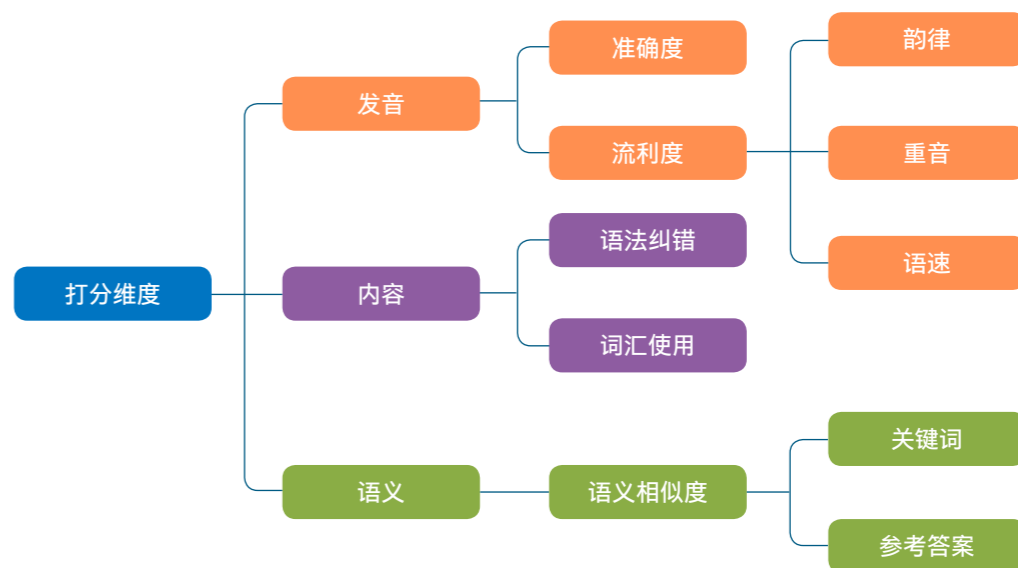 打分维度
发音
准确度
流利度
韵律
重音
语速
内容
语法纠错
词汇使用
语义
语义相似度
关键词
参考答案